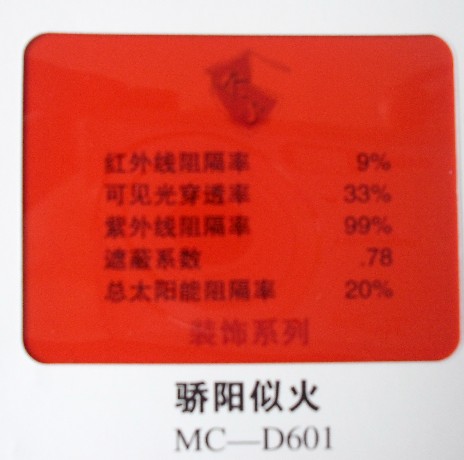 红外线阻隔率 9%
可见光穿透率 33%
紫外线阻隔率 99%
遮蔽系数 .78
总太阳能阻隔率 20%
装饰系列
骄阳似火
MC—D601